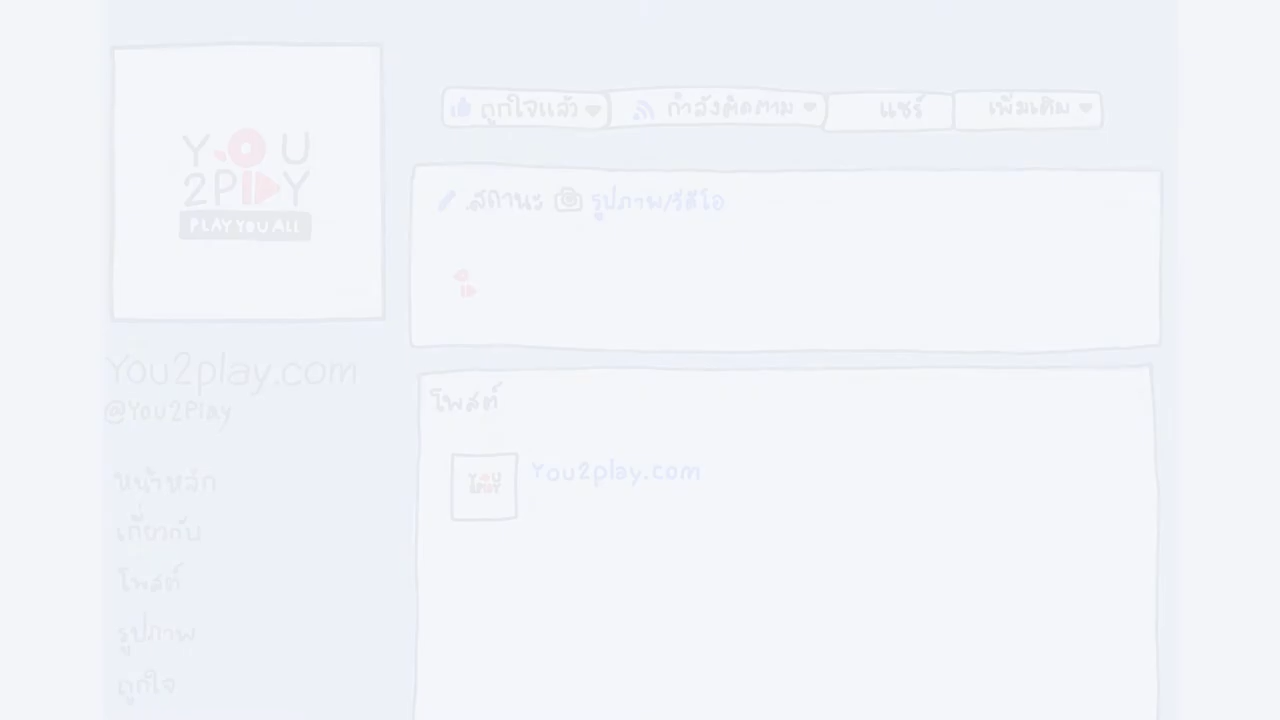 YOU
2PLAY
PLAY YOU ALL
You2play.com
@You2Play
หน้าหลัก
เกี่ยวกับ
โพสต์
รูปภาพ
ถูกใจ
ถูกใจแล้ว กำลังติดตาม แชร์ เพิ่มเติม
สถานะ รูปภาพ/วีดีโอ
โพสต์
YOU
2PLAY
You2play.com